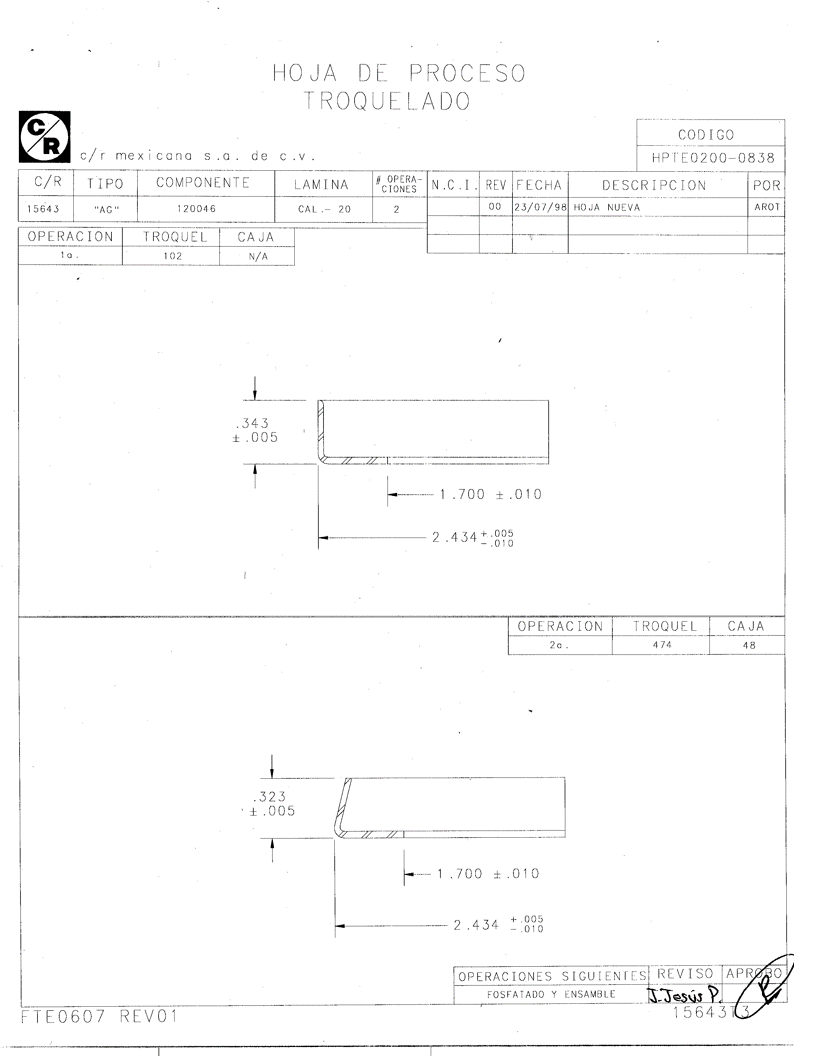 HOJA DE PROCESO
TROQUELADO
C/R
c/r mexicana s.a. de c.v.
CODIGO
HPTE0200-0838
C/R TIPO COMPONENTE LAMINA # OPERA-CIONES N.C.I. REV FECHA DESCRIPCION POR
15643 "AG" 120046 CAL.- 20 2 00 23/07/98 HOJA NUEVA AROT
OPERACION TROQUEL CAJA
1a. 102 N/A
.343
±.005
1.700 ±.010
2.434 +.005 -.010
OPERACION TROQUEL CAJA
2a. 474 48
.323
±.005
1.700 ±.010
2.434 +.005 -.010
OPERACIONES SIGUIENTES REVISO APROBO
FOSFATADO Y ENSAMBLE J.Jesús P.
FTE0607 REV01
15643T3